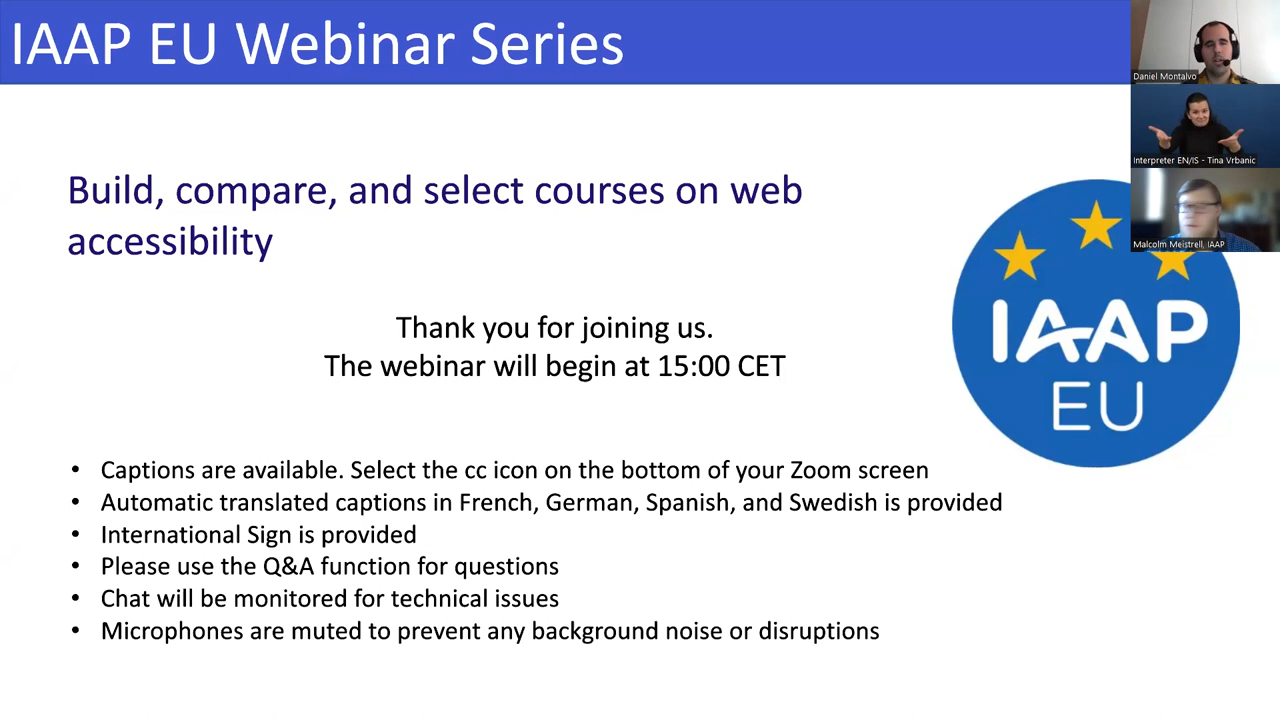 IAAP EU Webinar Series
Daniel Montalvo
Interpreter EN/IS - Tina Vrbanic
Malcolm Meistrell, IAAP
Build, compare, and select courses on web
accessibility
IAAP
EU
Thank you for joining us.
The webinar will begin at 15:00 CET
• Captions are available. Select the cc icon on the bottom of your Zoom screen
• Automatic translated captions in French, German, Spanish, and Swedish is provided
• International Sign is provided
• Please use the Q&A function for questions
• Chat will be monitored for technical issues
• Microphones are muted to prevent any background noise or disruptions